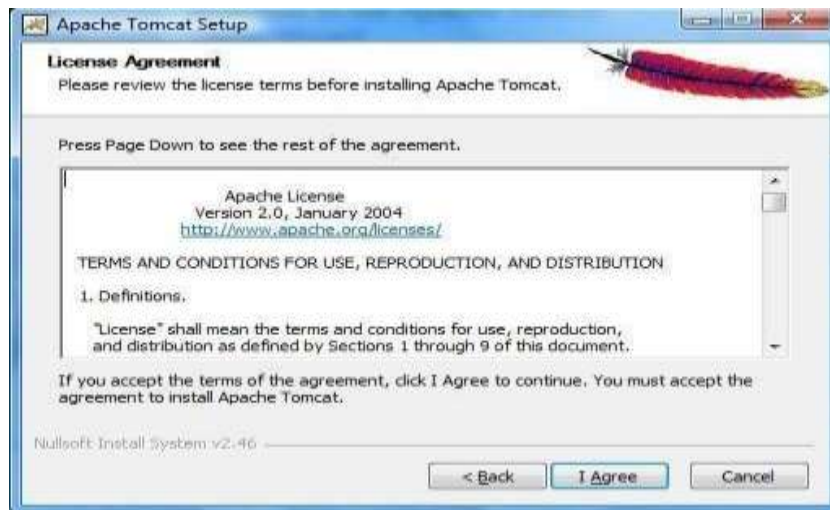 Apache Tomcat Setup
License Agreement
Please review the license terms before installing Apache Tomcat.
Press Page Down to see the rest of the agreement.
Apache License
Version 2.0, January 2004
http://www.apache.org/licenses/
TERMS AND CONDITIONS FOR USE, REPRODUCTION, AND DISTRIBUTION
1. Definitions.
"License" shall mean the terms and conditions for use, reproduction,
and distribution as defined by Sections 1 through 9 of this document.
If you accept the terms of the agreement, click I Agree to continue. You must accept the
agreement to install Apache Tomcat.
Nullsoft Install System v2.46
< Back I Agree Cancel